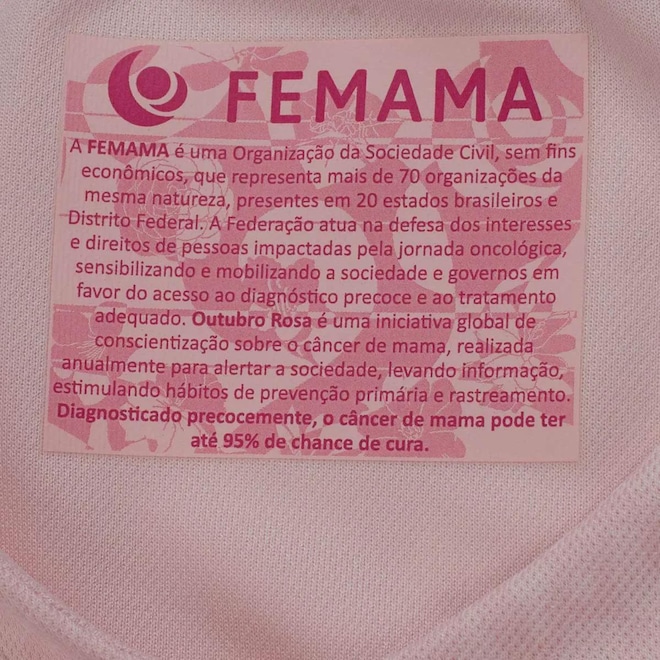 FEMAMA
A FEMAMA é uma Organização da Sociedade Civil, sem fins
econômicos, que representa mais de 70 organizações da
mesma natureza, presentes em 20 estados brasileiros e
Distrito Federal. A Federação atua na defesa dos interesses
e direitos de pessoas impactadas pela jornada oncológica,
sensibilizando e mobilizando a sociedade e governos em
favor do acesso ao diagnóstico precoce e ao tratamento
adequado. Outubro Rosa é uma iniciativa global de
conscientização sobre o câncer de mama, realizada
anualmente para alertar a sociedade, levando informação,
estimulando hábitos de prevenção primária e rastreamento.
Diagnosticado precocemente, o câncer de mama pode ter
até 95% de chance de cura.